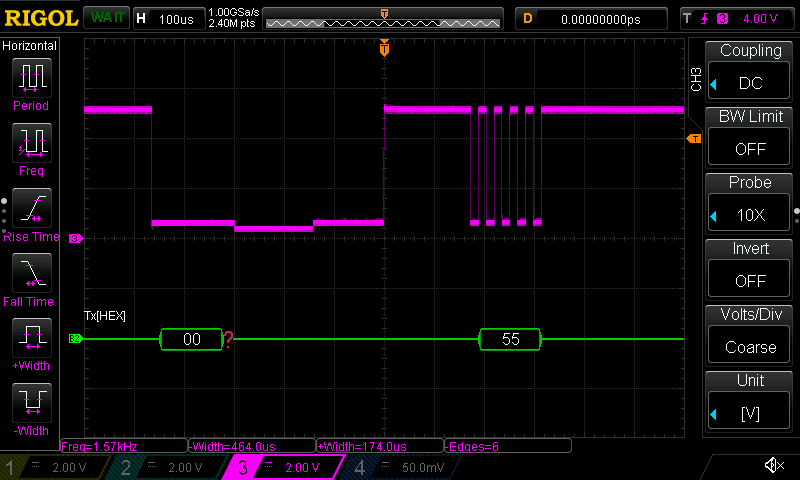 RIGOL WAIT H 100us 1.00GSa/s 2.40M pts T D 0.00000000ps T 3 4.00 V
Horizontal
Period
Freq
Rise Time
Fall Time
+Width
-Width
T
T
3
Tx[HEX]
B2 00 ? 55
Freq=1.57kHz -Width=464.0us +Width=174.0us -Edges=6
1 2.00 V 2 2.00 V 3 2.00 V 4 50.0mV
CH3
Coupling
DC
BW Limit
OFF
Probe
10X
Invert
OFF
Volts/Div
Coarse
Unit
[V]